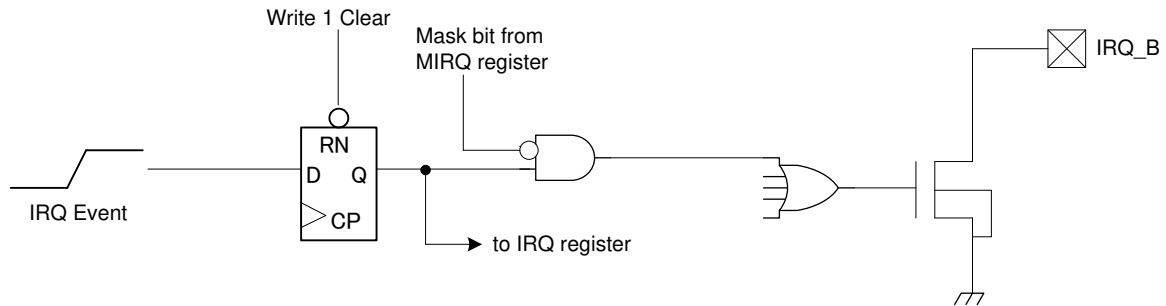 Write 1 Clear
Mask bit from
MIRQ register
IRQ_B
RN
D Q
CP
IRQ Event
to IRQ register